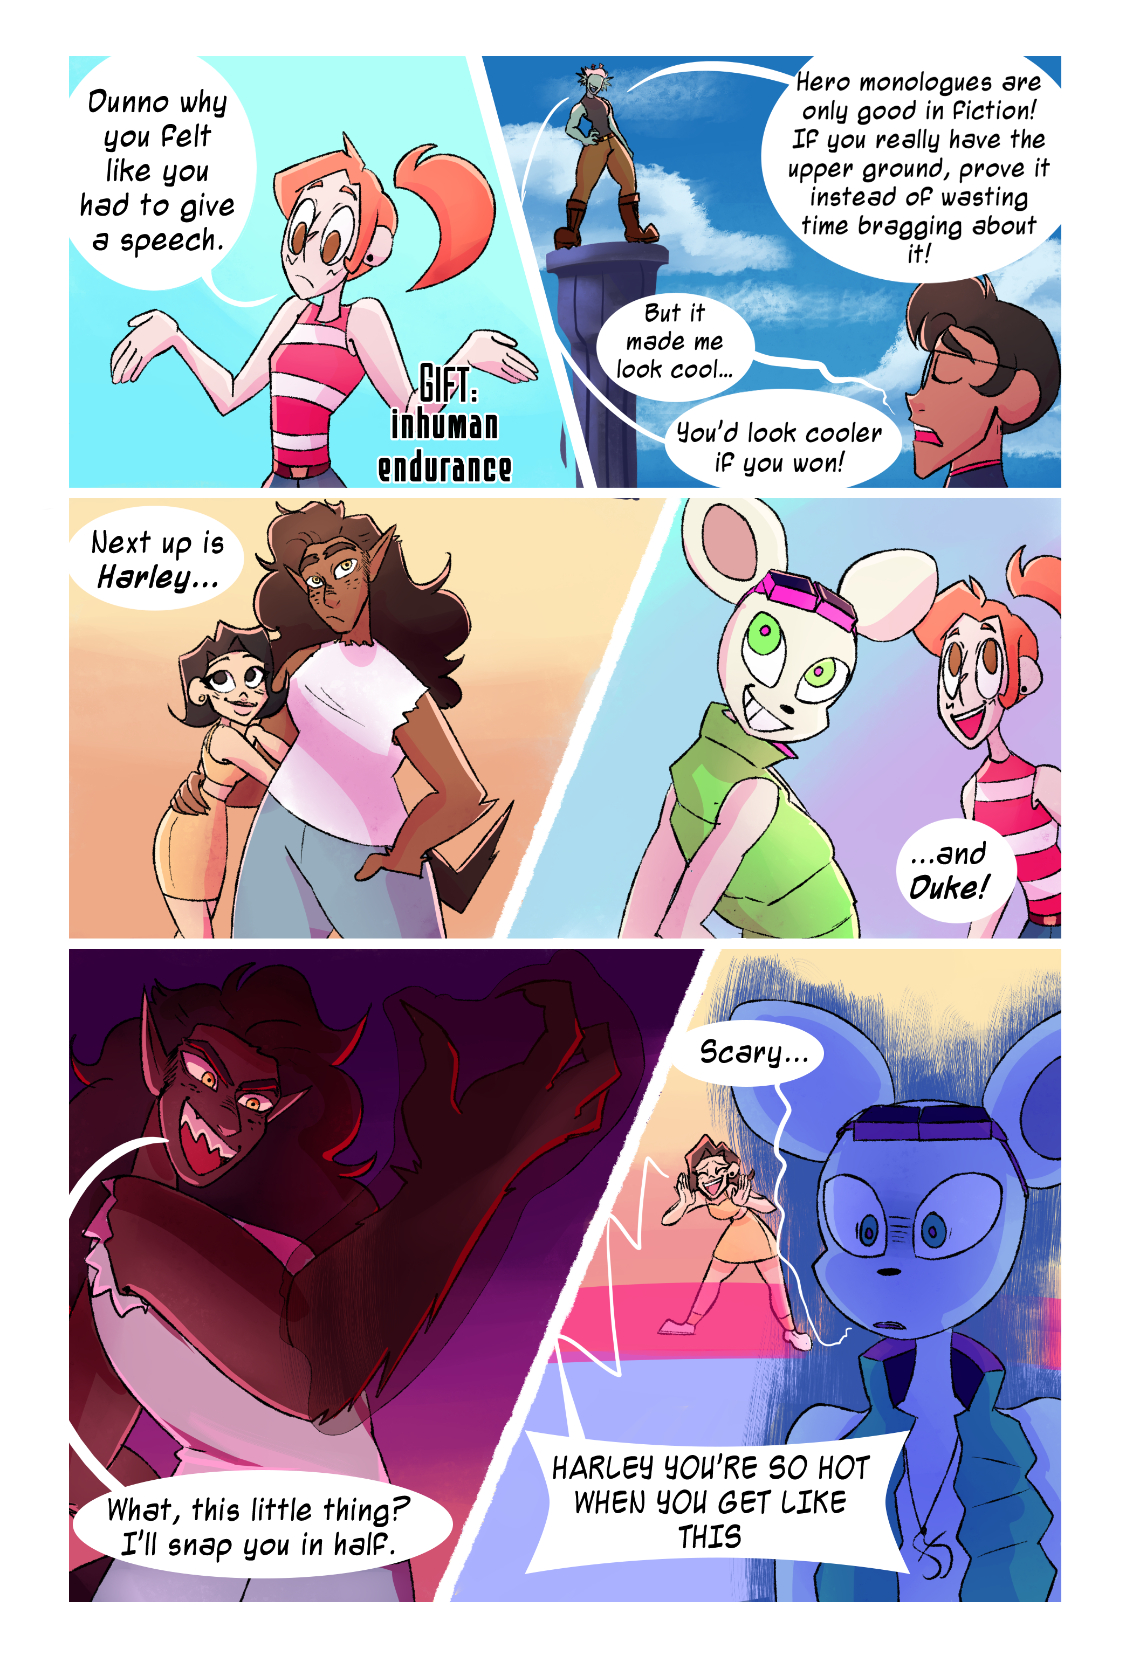 Dunno why
you felt
like you
had to give
a speech.
GIFT:
inhuman
endurance
Hero monologues are
only good in fiction!
If you really have the
upper ground, prove it
instead of wasting
time bragging about
it!
But it
made me
look cool...
You'd look cooler
if you won!
Next up is
Harley...
...and
Duke!
What, this little thing?
I'll snap you in half.
Scary...
HARLEY YOU'RE SO HOT
WHEN YOU GET LIKE
THIS